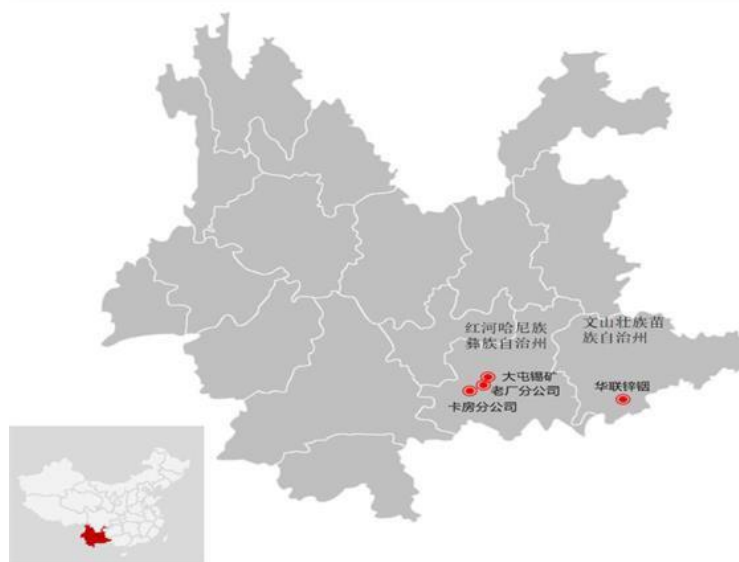 红河哈尼族
彝族自治州
文山壮族苗
族自治州
大屯锡矿
老厂分公司
卡房分公司
华联锌铟